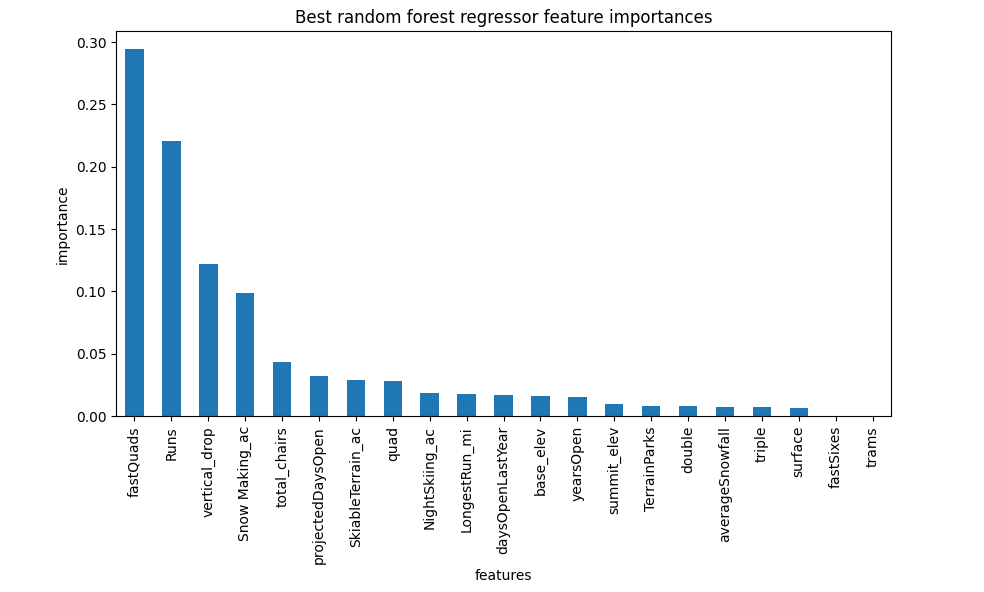 Best random forest regressor feature importances
0.30
0.25
0.20
0.15
0.10
0.05
0.00
importance
fastQuads
Runs
vertical_drop
Snow Making_ac
total_chairs
projectedDaysOpen
SkiableTerrain_ac
quad
NightSkiing_ac
LongestRun_mi
daysOpenLastYear
base_elev
yearsOpen
summit_elev
TerrainParks
double
averageSnowfall
triple
surface
fastSixes
trams
features